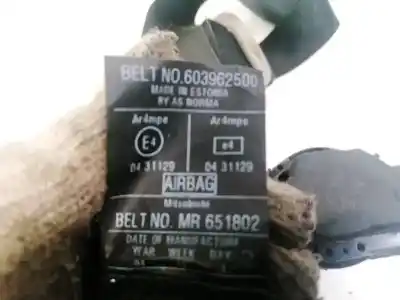 BELT NO.603962500
MADE IN ESTONIA
BY AS NORMA
Ar4mpe Ar4mpe
E4 e4
04 31129 04 31129
AIRBAG
Mitsubishi
BELT NO. MR 651802
DATE OF MANUFACTURE
YEAR WEEK DAY